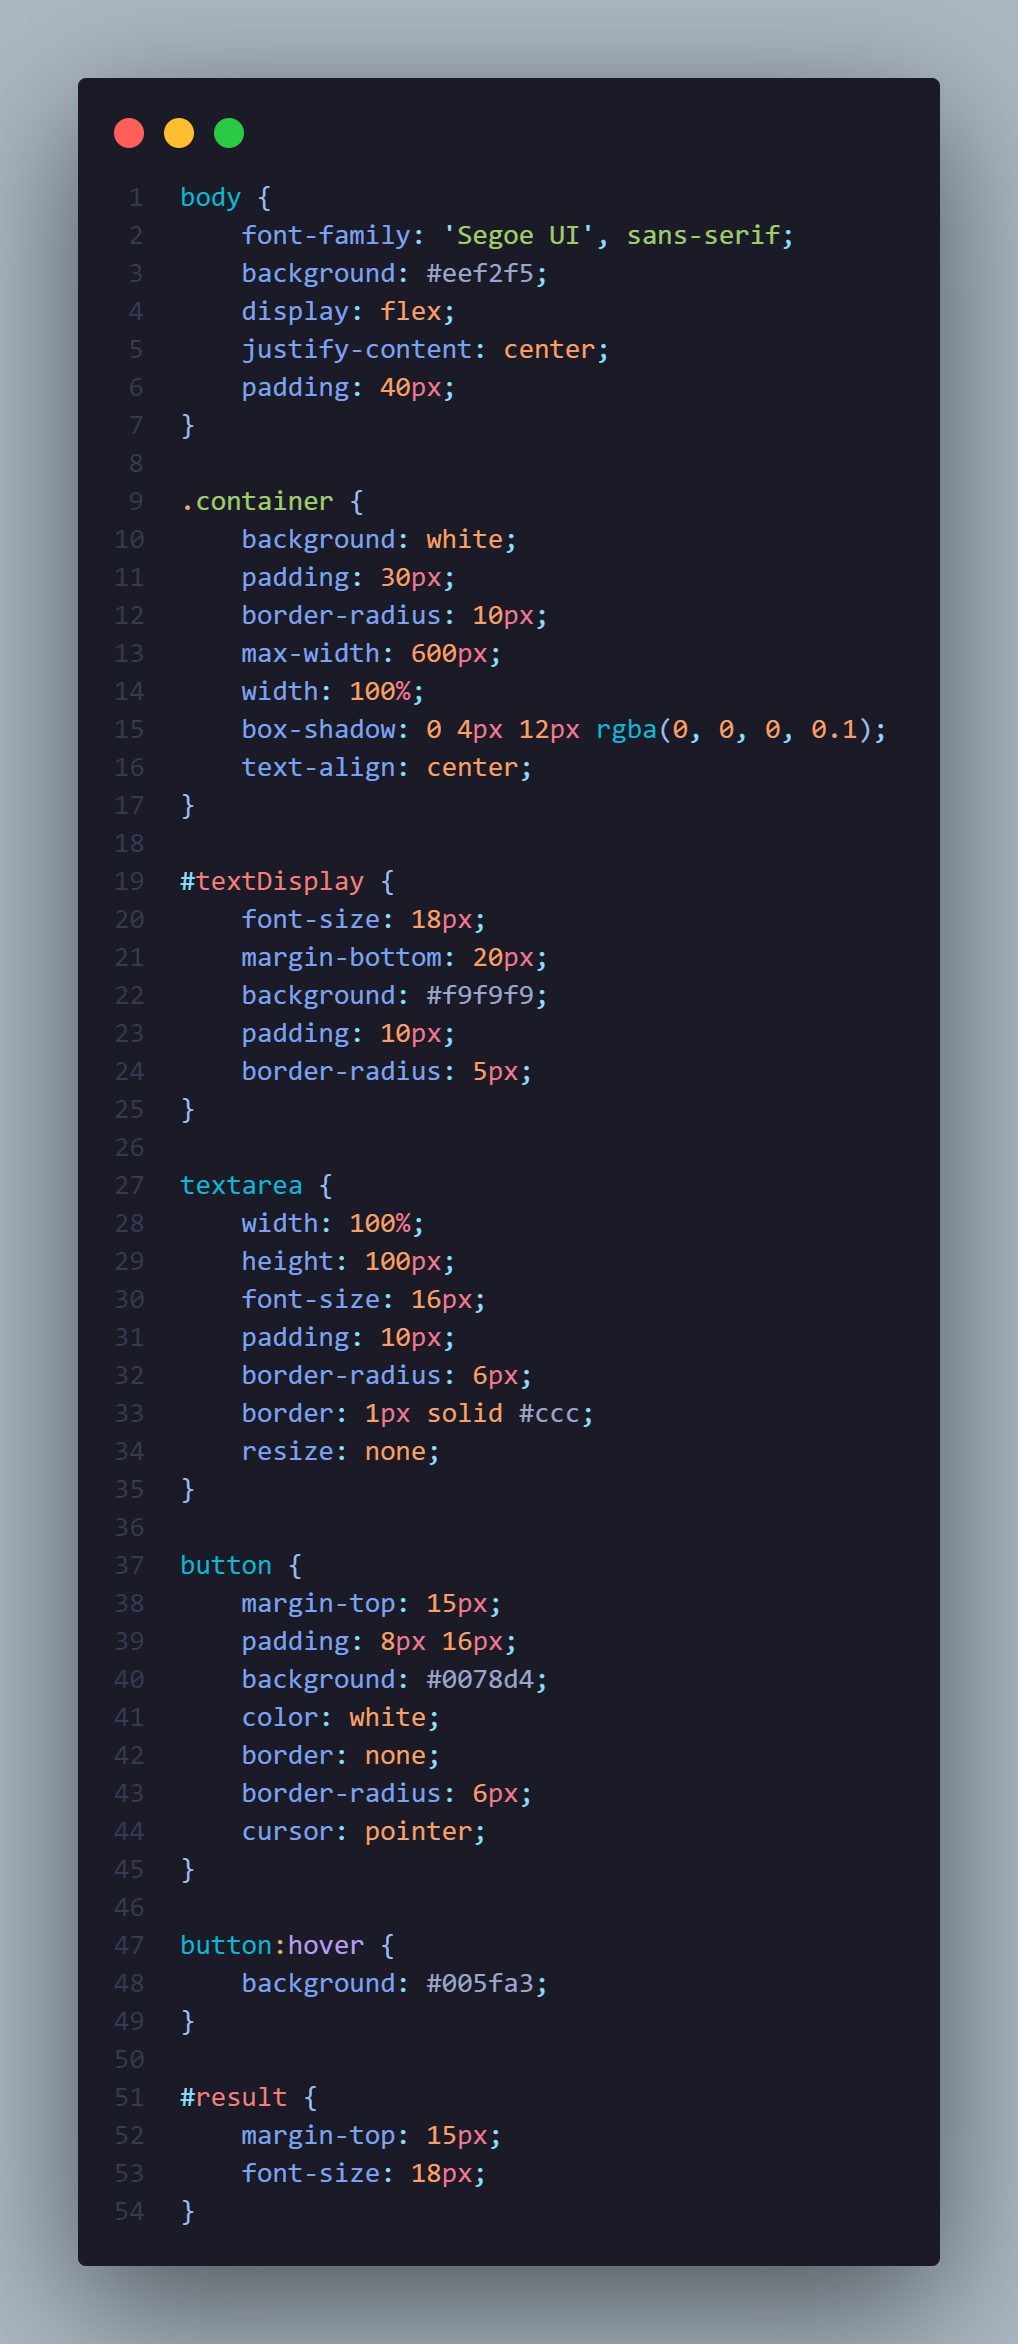 1 body {
2     font-family: 'Segoe UI', sans-serif;
3     background: #eef2f5;
4     display: flex;
5     justify-content: center;
6     padding: 40px;
7 }
8
9 .container {
10     background: white;
11     padding: 30px;
12     border-radius: 10px;
13     max-width: 600px;
14     width: 100%;
15     box-shadow: 0 4px 12px rgba(0, 0, 0, 0.1);
16     text-align: center;
17 }
18
19 #textDisplay {
20     font-size: 18px;
21     margin-bottom: 20px;
22     background: #f9f9f9;
23     padding: 10px;
24     border-radius: 5px;
25 }
26
27 textarea {
28     width: 100%;
29     height: 100px;
30     font-size: 16px;
31     padding: 10px;
32     border-radius: 6px;
33     border: 1px solid #ccc;
34     resize: none;
35 }
36
37 button {
38     margin-top: 15px;
39     padding: 8px 16px;
40     background: #0078d4;
41     color: white;
42     border: none;
43     border-radius: 6px;
44     cursor: pointer;
45 }
46
47 button:hover {
48     background: #005fa3;
49 }
50
51 #result {
52     margin-top: 15px;
53     font-size: 18px;
54 }